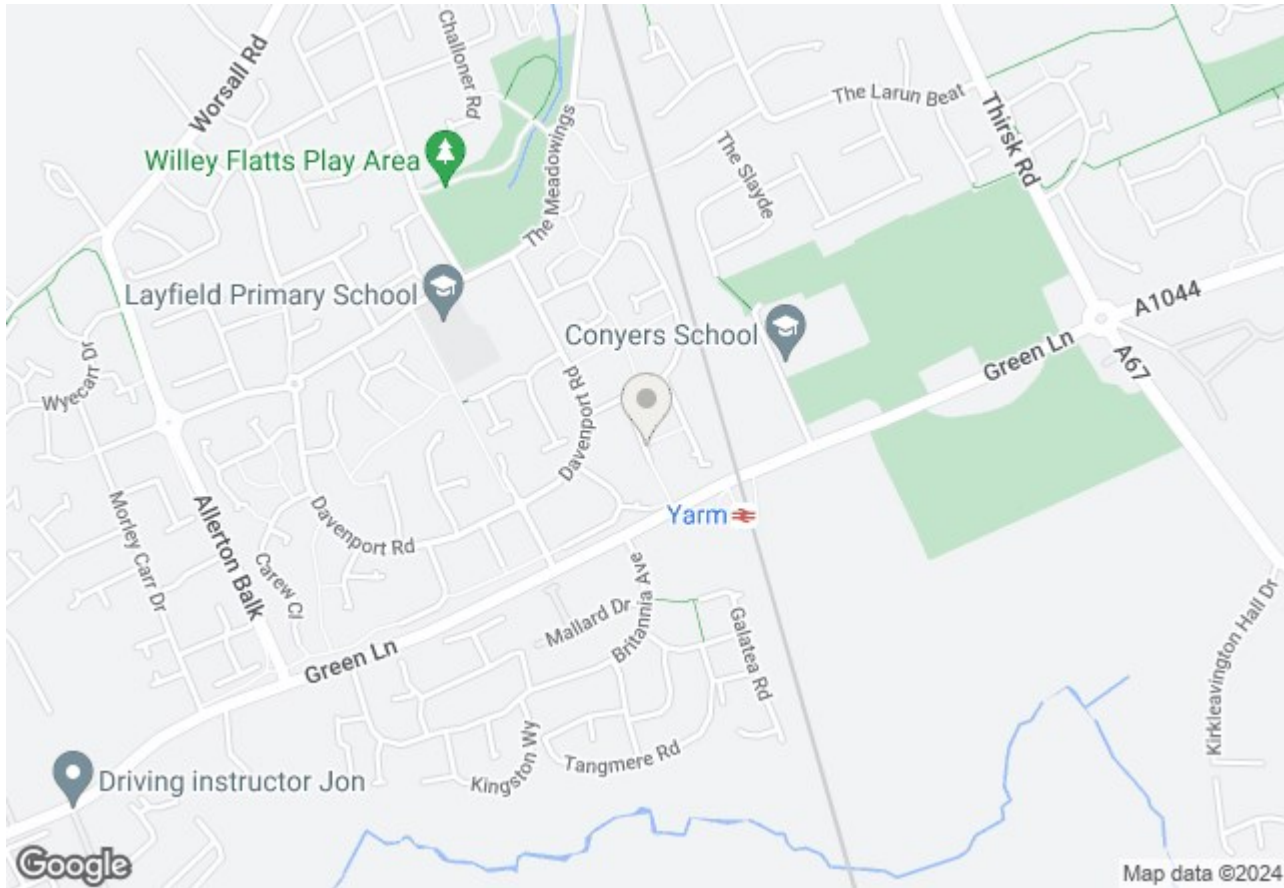 Challoner Rd
Worsall Rd
The Larun Beat
Thirsk Rd
Willey Flatts Play Area
The Meadowings
The Slayde
Layfield Primary School
A1044
Conyers School
Green Ln
A67
Wyecarr Dr
Davenport Rd
Allerton Balk
Morley Carr Dr
Davenport Rd
Yarm
Carew Cl
Britannia Ave
Mallard Dr
Galatea Rd
Green Ln
Kirkleavington Hall Dr
Kingston Wy
Tangmere Rd
Driving instructor Jon
Google
Map data ©2024